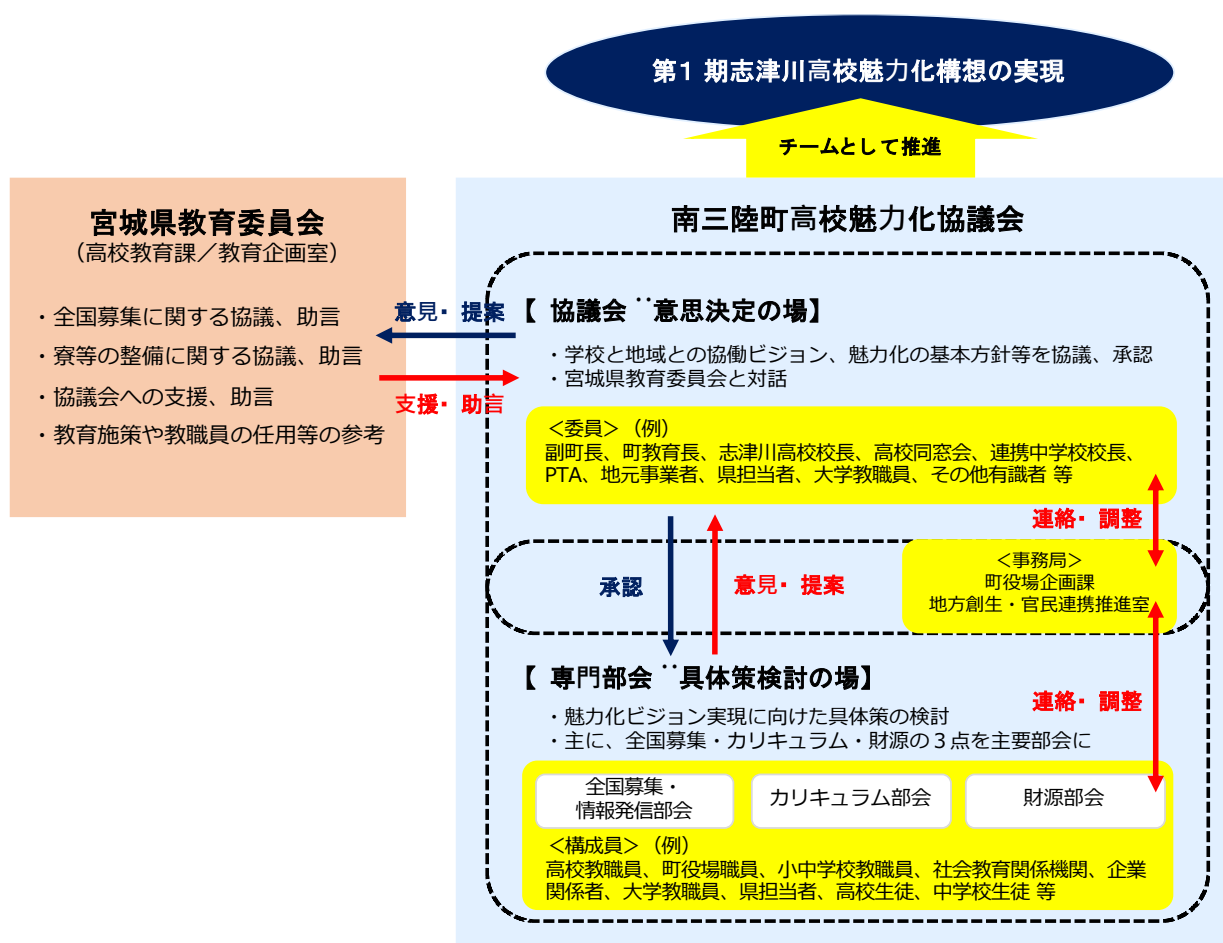 第1 期志津川高校魅力化構想の実現
チームとして推進
宮城県教育委員会
（高校教育課／教育企画室）
・全国募集に関する協議、助言
・寮等の整備に関する協議、助言
・協議会への支援、助言
・教育施策や教職員の任用等の参考
意見・ 提案
支援・ 助言
南三陸町高校魅力化協議会
【 協議会 ¨意思決定の場】
・学校と地域との協働ビジョン、魅力化の基本方針等を協議、承認
・宮城県教育委員会と対話
＜委員＞（例）
副町長、町教育長、志津川高校校長、高校同窓会、連携中学校校長、
PTA、地元事業者、県担当者、大学教職員、その他有識者 等
連絡・ 調整
承認
意見・ 提案
＜事務局＞
町役場企画課
地方創生・官民連携推進室
【 専門部会 ¨具体策検討の場】
・魅力化ビジョン実現に向けた具体策の検討
・主に、全国募集・カリキュラム・財源の３点を主要部会に
連絡・ 調整
全国募集・
情報発信部会
カリキュラム部会
財源部会
＜構成員＞（例）
高校教職員、町役場職員、小中学校教職員、社会教育関係機関、企業
関係者、大学教職員、県担当者、高校生徒、中学校生徒 等